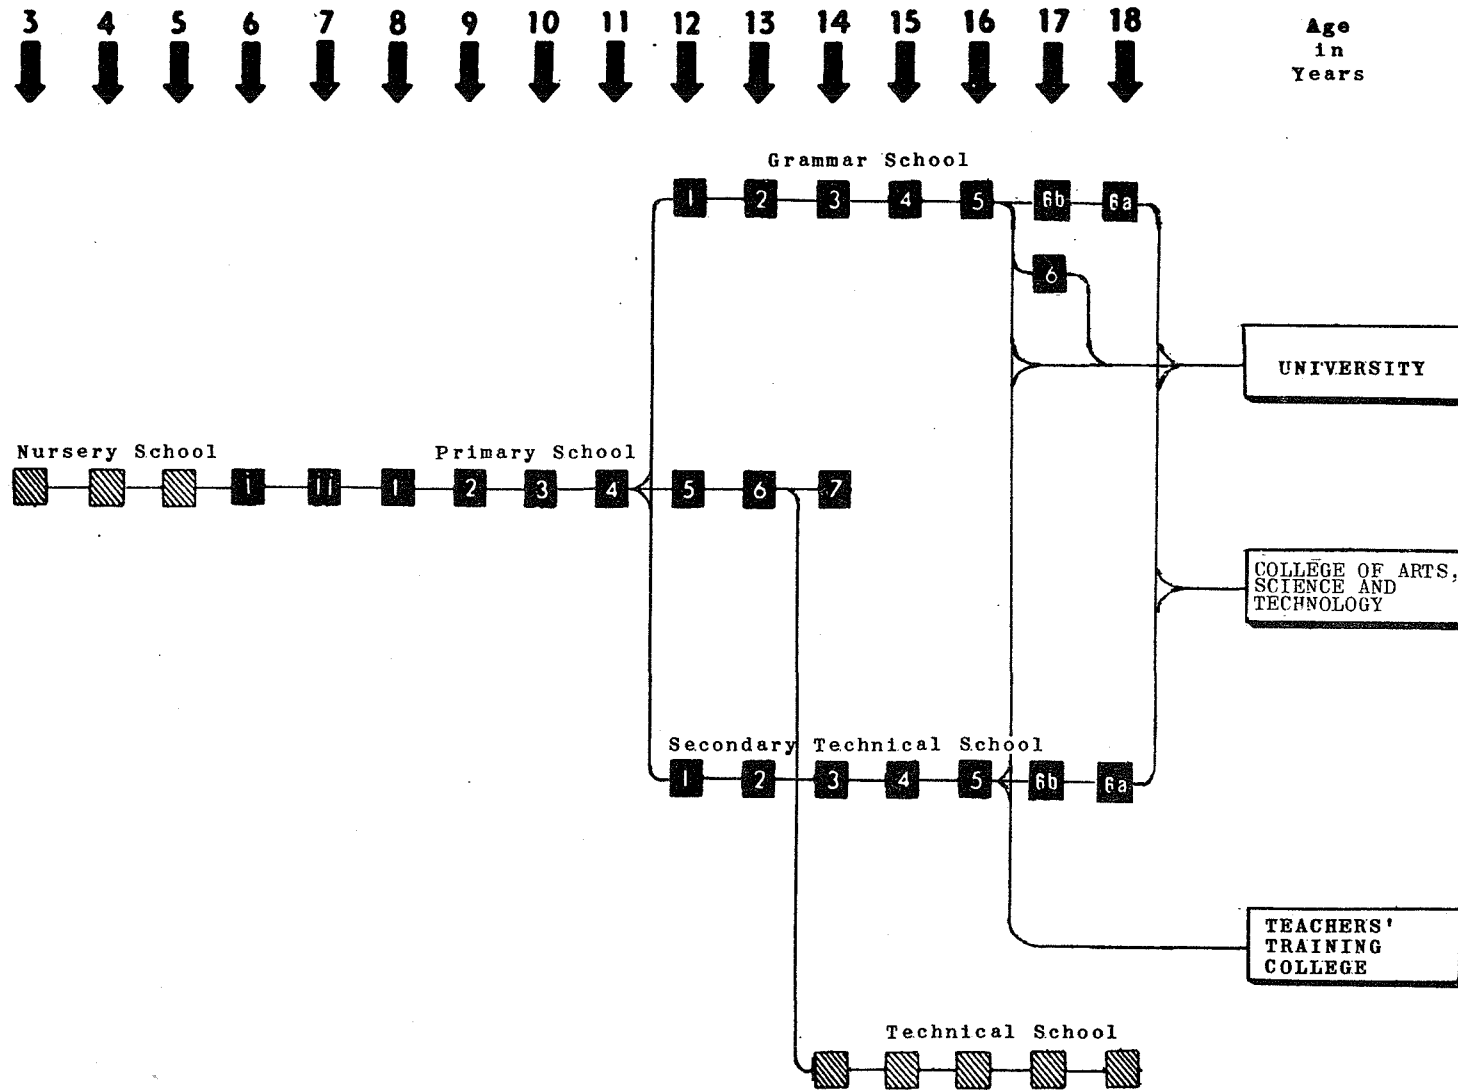 3 4 5 6 7 8 9 10 11 12 13 14 15 16 17 18
Age
in
Years
Grammar School
1 2 3 4 5 6b 6a
6
UNIVERSITY
Nursery School
Primary School
i ii 1 2 3 4 5 6 7
COLLEGE OF ARTS,
SCIENCE AND
TECHNOLOGY
Secondary Technical School
1 2 3 4 5 6b 6a
TEACHERS'
TRAINING
COLLEGE
Technical School